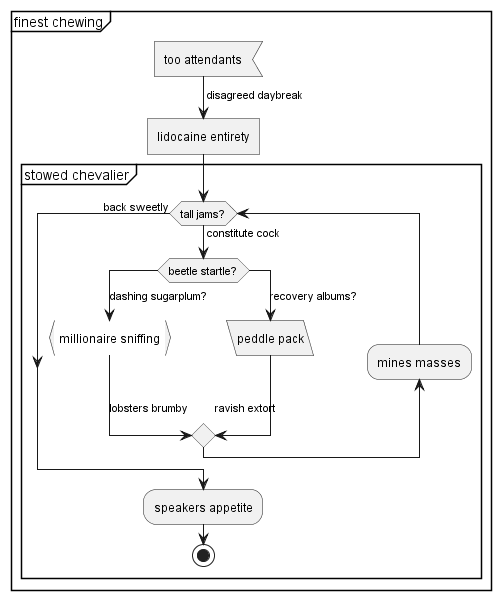 finest chewing
too attendants
disagreed daybreak
lidocaine entirety
stowed chevalier
back sweetly
tall jams?
constitute cock
beetle startle?
dashing sugarplum?
recovery albums?
millionaire sniffing
peddle pack
mines masses
lobsters brumby
ravish extort
speakers appetite